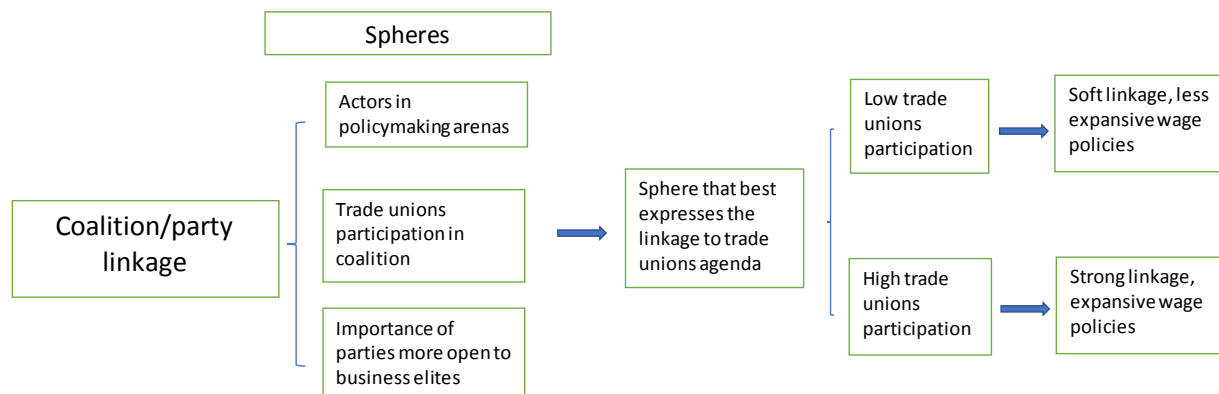 Spheres
Actors in
policymaking arenas
Coalition/party
linkage
Trade unions
participation in
coalition
Importance of
parties more open to
business elites
Sphere that best
expresses the
linkage to trade
unions agenda
Low trade
unions
participation
Soft linkage, less
expansive wage
policies
High trade
unions
participation
Strong linkage,
expansive wage
policies